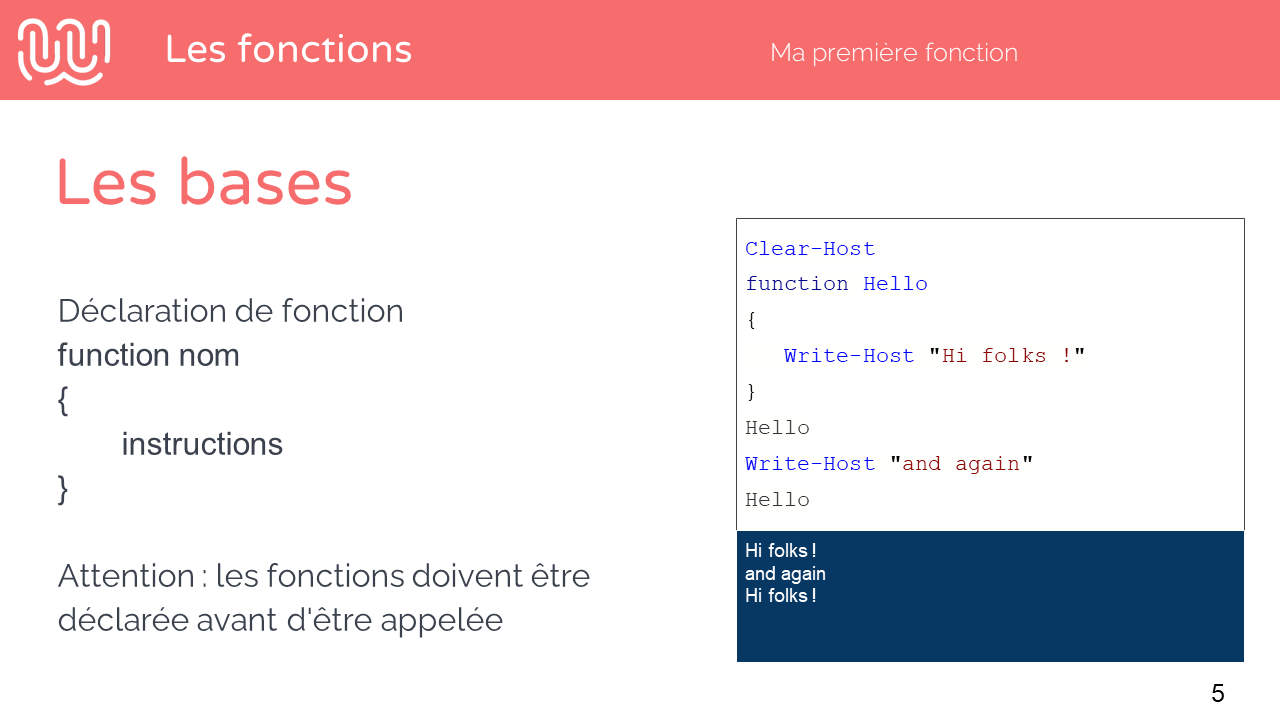 Les fonctions
Ma première fonction
Les bases
Déclaration de fonction
function nom
{
instructions
}
Attention : les fonctions doivent être
déclarée avant d'être appelée
Clear-Host
function Hello
{
Write-Host "Hi folks !"
}
Hello
Write-Host "and again"
Hello
Hi folks !
and again
Hi folks !
5